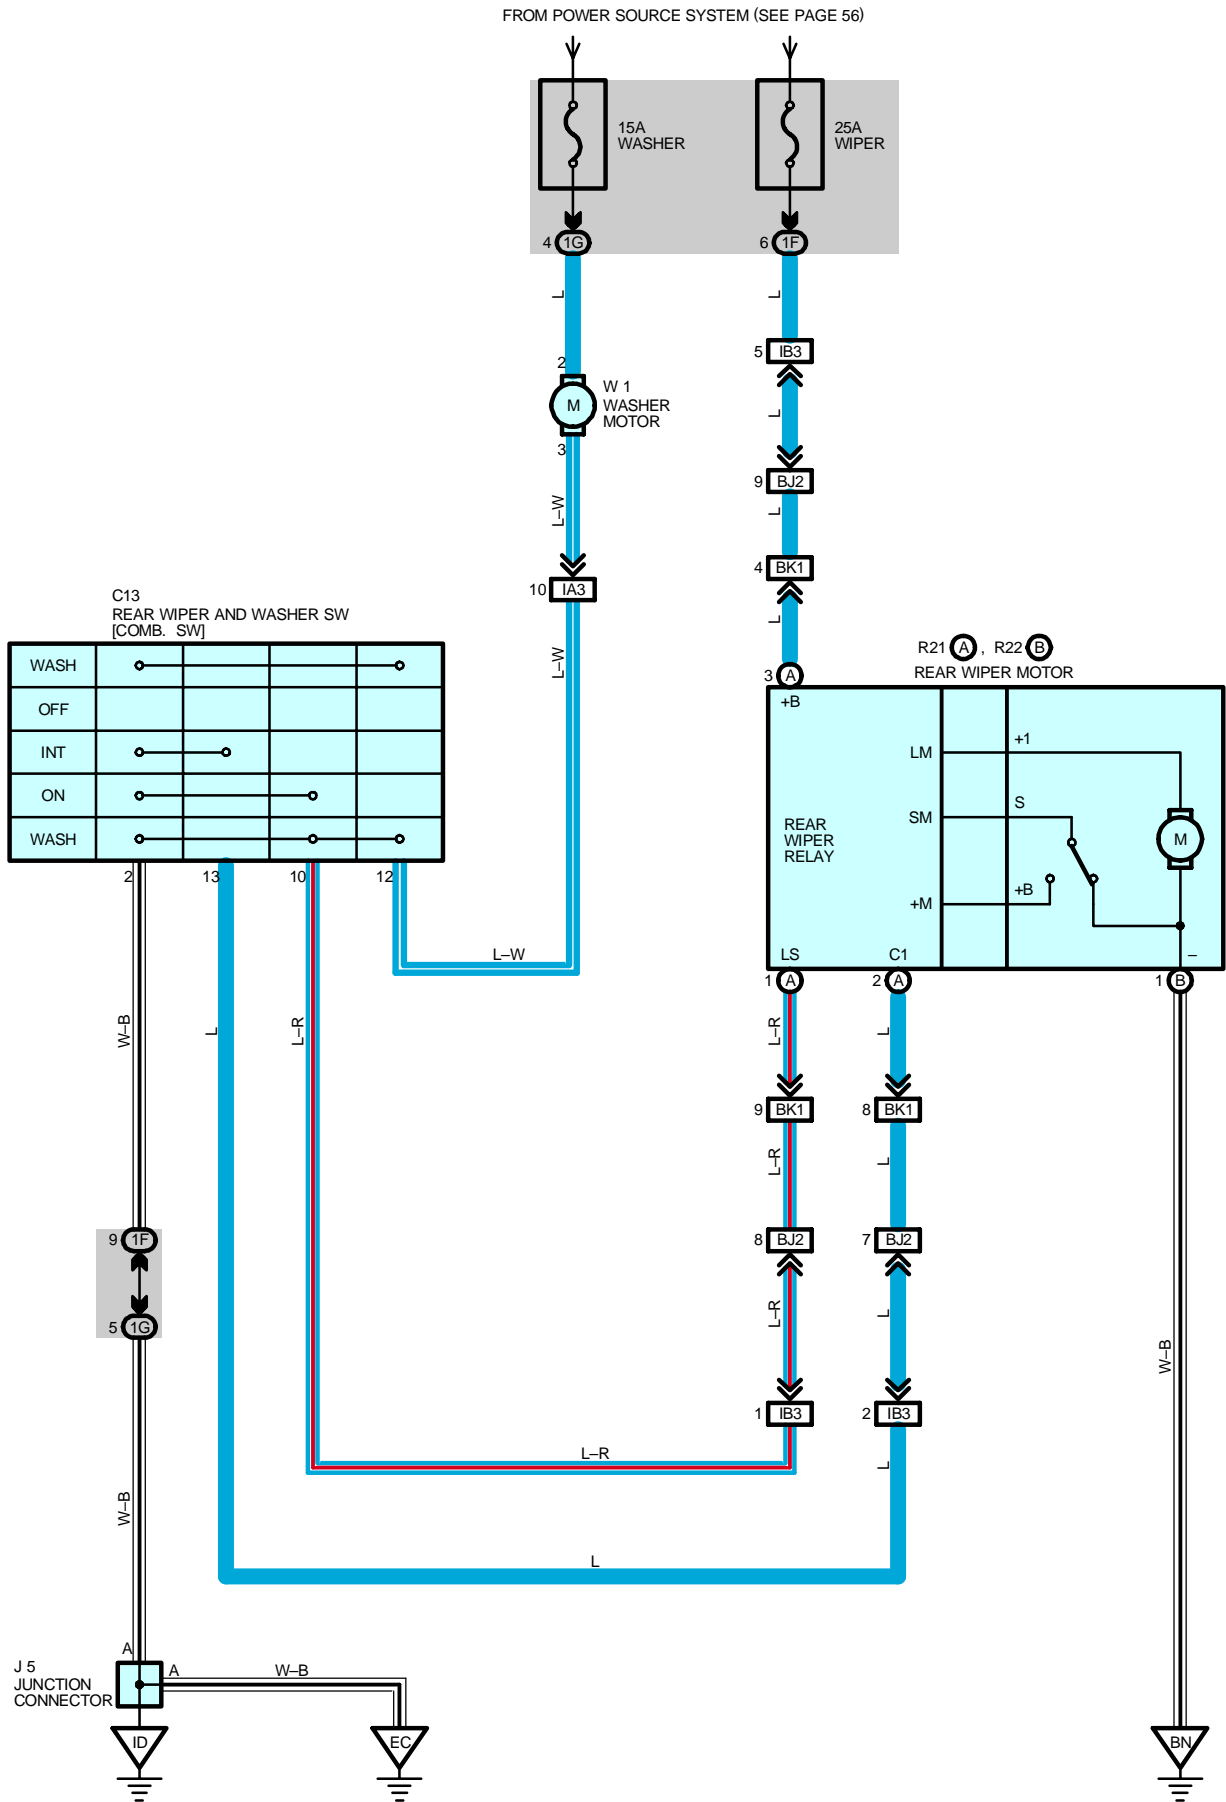 FROM POWER SOURCE SYSTEM (SEE PAGE 56)
15A
WASHER
25A
WIPER
4 1G
6 1F
L
L
5 IB3
2
W 1
WASHER
MOTOR
M
L
3
9 BJ2
L–W
L
10 IA3
4 BK1
L
C13
REAR WIPER AND WASHER SW
[COMB. SW]
L–W
R21 A , R22 B
REAR WIPER MOTOR
3 A
WASH
OFF
INT
ON
WASH
2 13 10 12
+B
LM +1
SM S
REAR
WIPER
RELAY
M
+M +B
LS C1 –
L–W
1 A 2 A 1 B
W–B L L–R
L–R L
9 BK1 8 BK1
L–R L
9 1F
8 BJ2 7 BJ2
5 1G
L–R L
W–B
1 IB3 2 IB3
L–R
L
W–B
L
A
J 5
JUNCTION
CONNECTOR
A W–B
ID EC BN